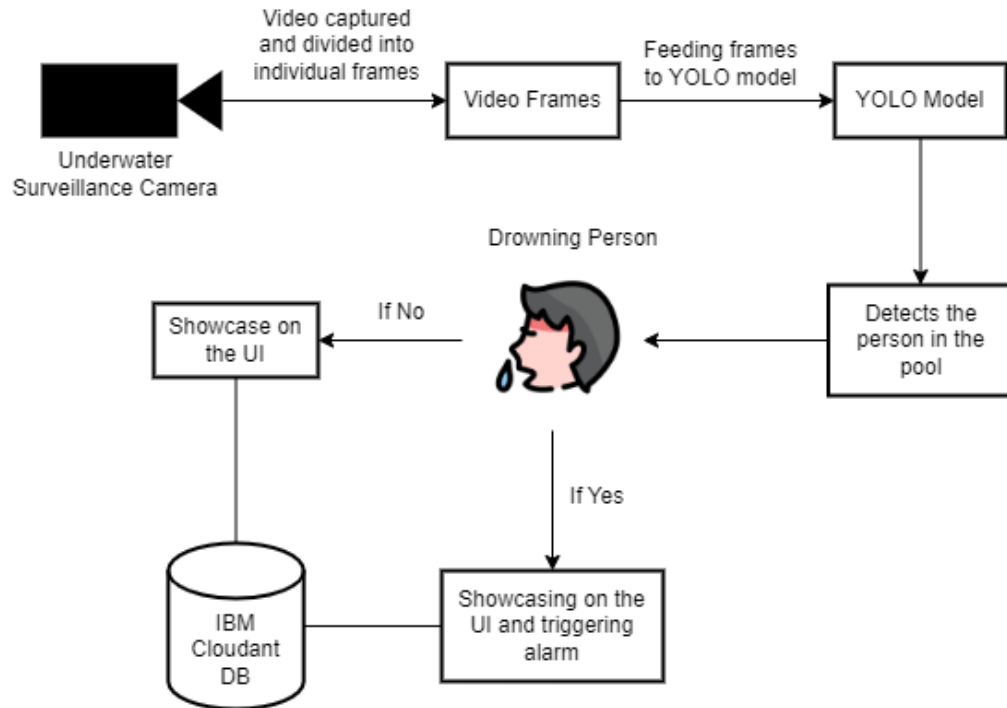 Video captured
and divided into
individual frames
Feeding frames
to YOLO model
Video Frames
YOLO Model
Underwater
Surveillance Camera
Drowning Person
Detects the
person in the
pool
If No
Showcase on
the UI
If Yes
Showcasing on the
UI and triggering
alarm
IBM
Cloudant
DB